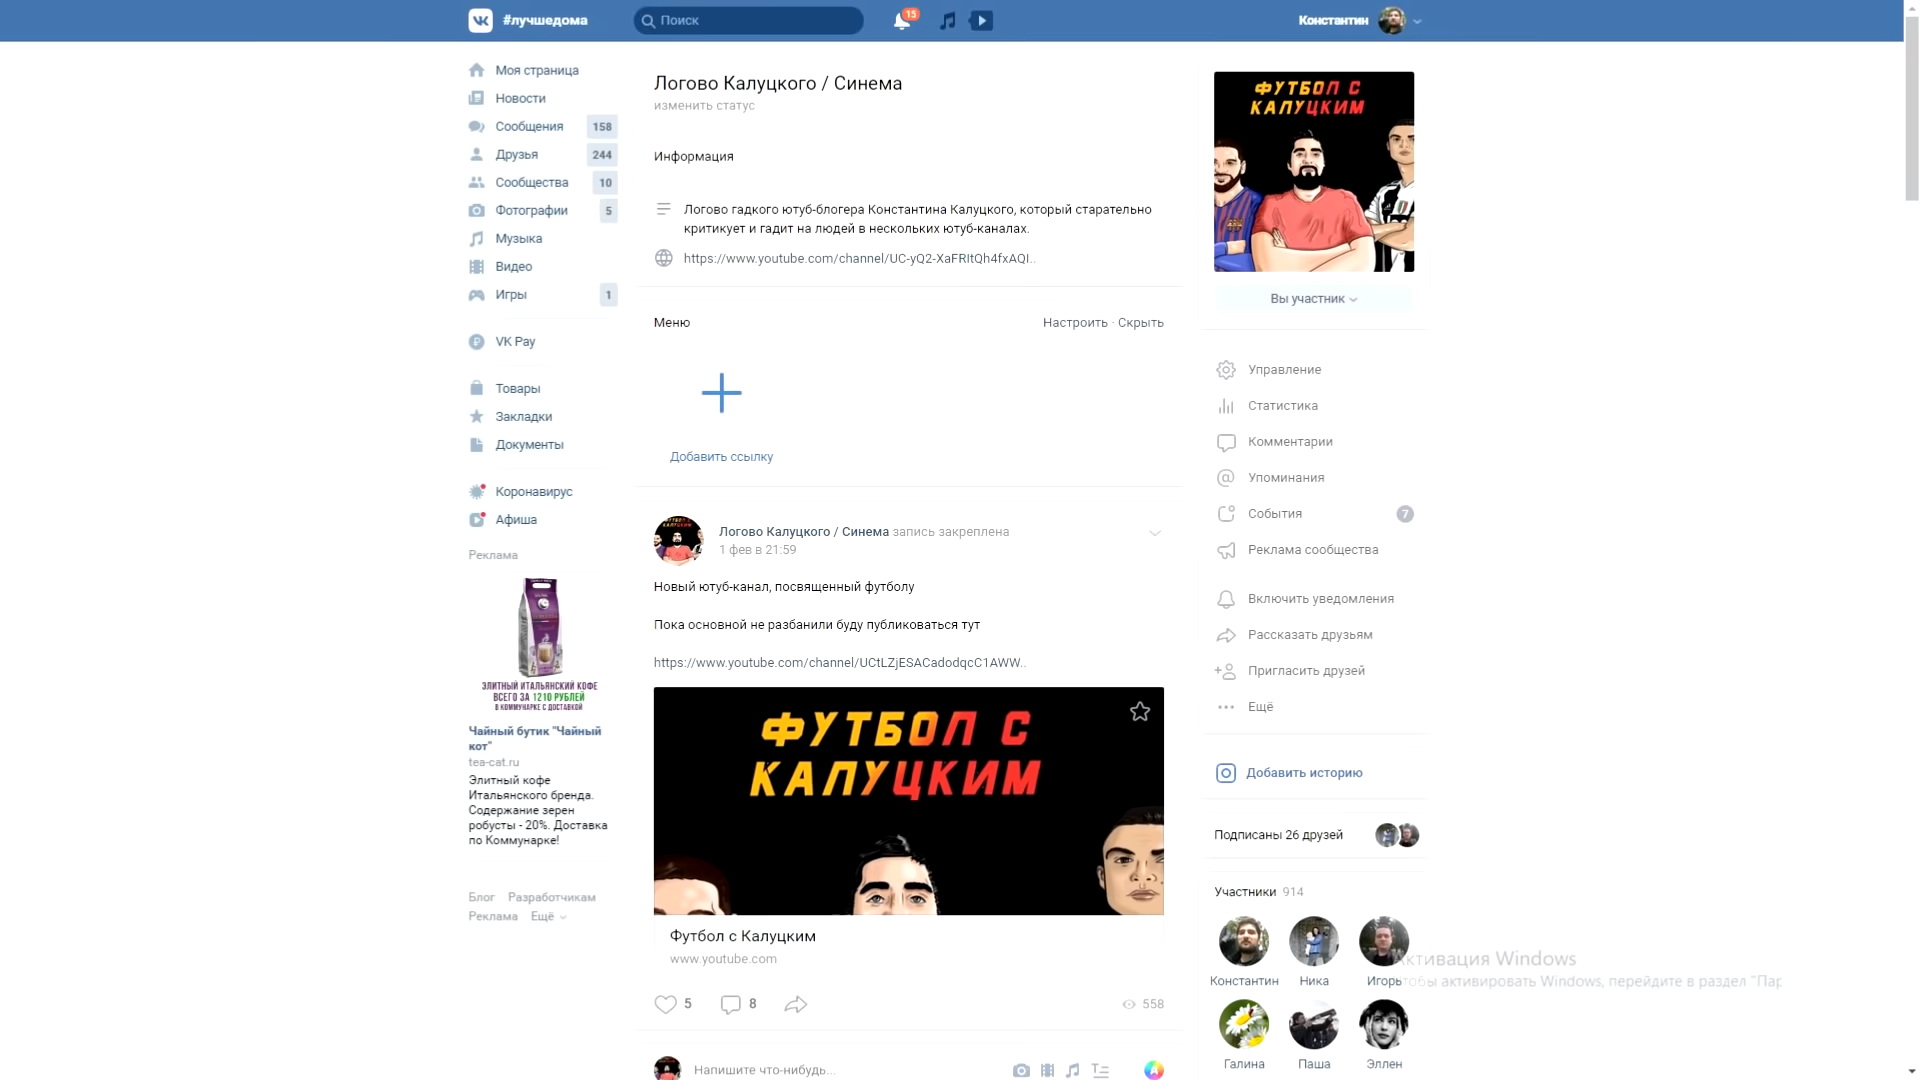 #лучшедома
Поиск
15
Константин
Моя страница
Новости
Сообщения 158
Друзья 244
Сообщества 10
Фотографии 5
Музыка
Видео
Игры 1
VK Pay
Товары
Закладки
Документы
Коронавирус
Афиша
Реклама
ЭЛИТНЫЙ ИТАЛЬЯНСКИЙ КОФЕ
ВСЕГО ЗА 1210 РУБЛЕЙ
В КОММУНАРКЕ С ДОСТАВКОЙ
Чайный бутик "Чайный
кот"
tea-cat.ru
Элитный кофе
Итальянского бренда.
Содержание зерен
робусты - 20%. Доставка
по Коммунарке!
Блог Разработчикам
Реклама Ещё
Логово Калуцкого / Синема
изменить статус
Информация
Логово гадкого ютуб-блогера Константина Калуцкого, который старательно
критикует и гадит на людей в нескольких ютуб-каналах.
https://www.youtube.com/channel/UC-yQ2-XaFRItQh4fxAQI..
Меню
Настроить · Скрыть
Добавить ссылку
Логово Калуцкого / Синема запись закреплена
1 фев в 21:59
Новый ютуб-канал, посвященный футболу
Пока основной не разбанили буду публиковаться тут
https://www.youtube.com/channel/UCtLZjESACadodqcC1AWW..
ФУТБОЛ С
КАЛУЦКИМ
Футбол с Калуцким
www.youtube.com
5 8 558
Напишите что-нибудь...
ФУТБОЛ С
КАЛУЦКИМ
Вы участник
Управление
Статистика
Комментарии
Упоминания
События 7
Реклама сообщества
Включить уведомления
Рассказать друзьям
Пригласить друзей
Ещё
Добавить историю
Подписаны 26 друзей
Участники 914
Константин Ника Игорь
Галина Паша Эллен
Активация Windows
Чтобы активировать Windows, перейдите в раздел "Пар